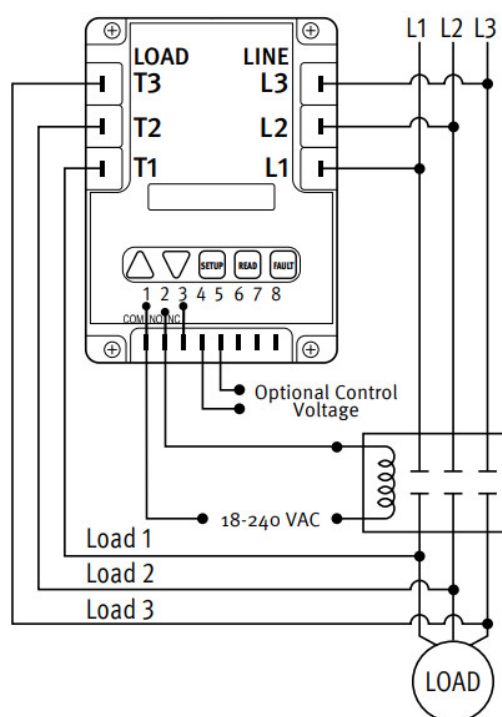 L1 L2 L3
LOAD LINE
T3 L3
T2 L2
T1 L1
SETUP READ FAULT
1 2 3 4 5 6 7 8
COM NO NC
Optional Control
Voltage
18-240 VAC
Load 1
Load 2
Load 3
LOAD